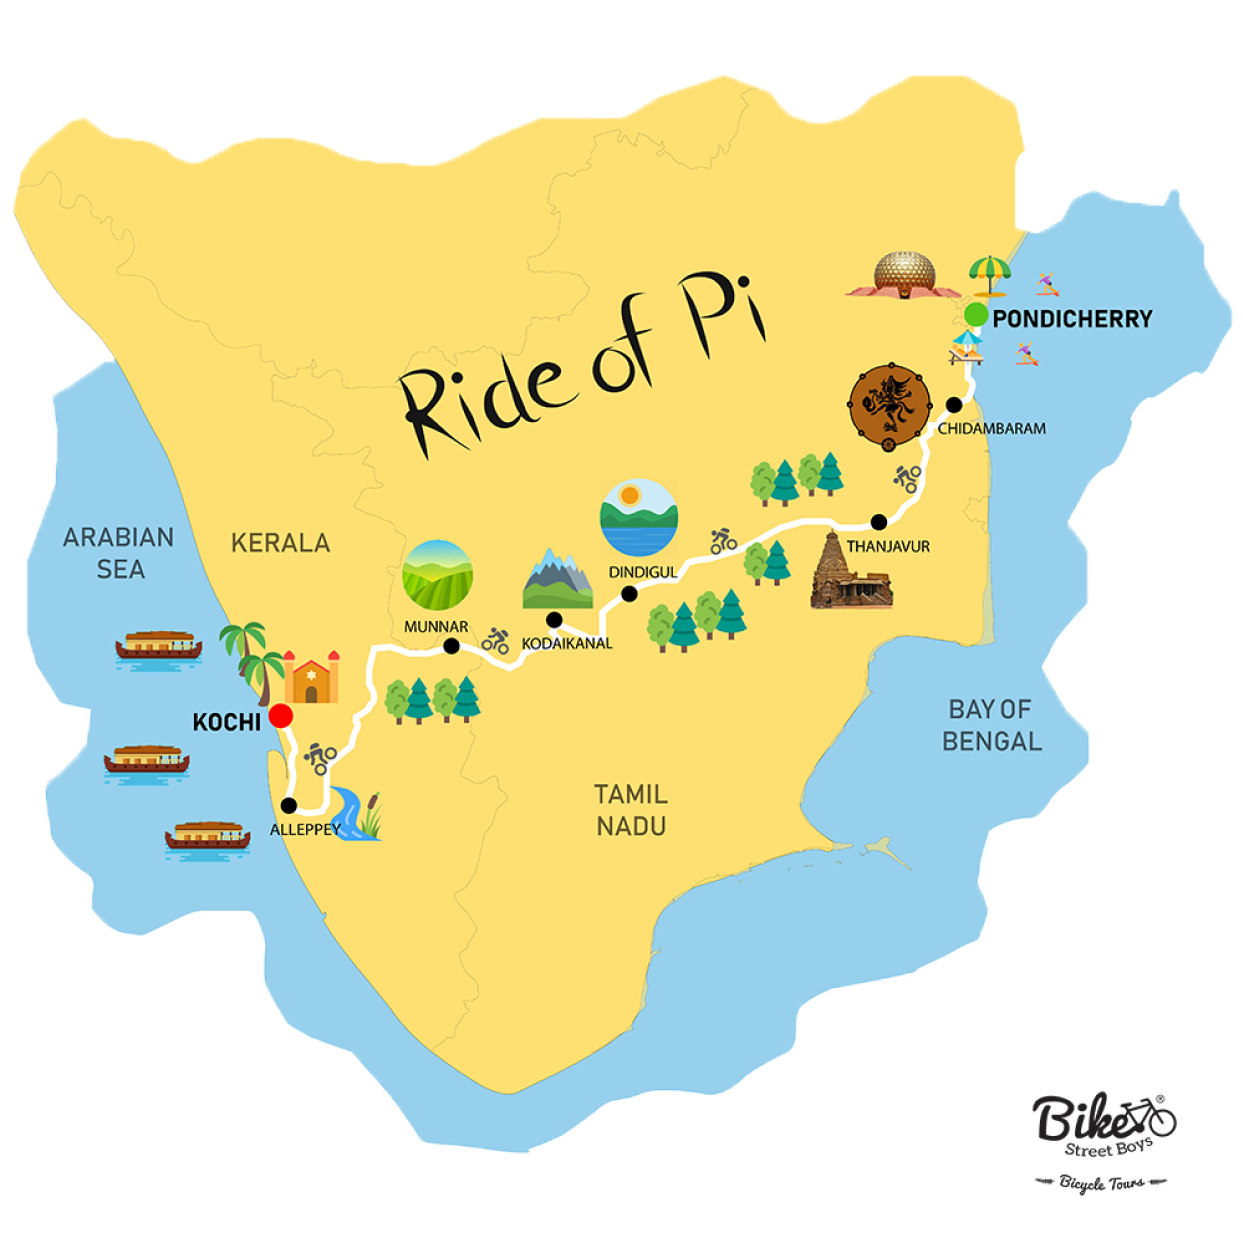 Ride of Pi
PONDICHERRY
CHIDAMBARAM
ARABIAN
SEA
KERALA
THANJAVUR
DINDIGUL
MUNNAR
KODAIKANAL
KOCHI
BAY OF
BENGAL
TAMIL
NADU
ALLEPPEY
Bike®
Street Boys
Bicycle Tours